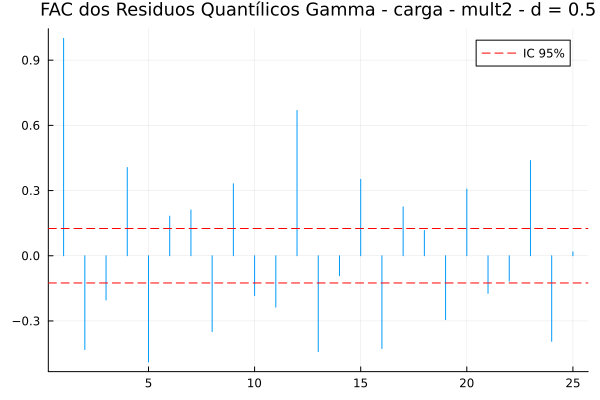 FAC dos Residuos Quantílicos Gamma - carga - mult2 - d = 0.5
IC 95%
0.9
0.6
0.3
0.0
−0.3
5 10 15 20 25